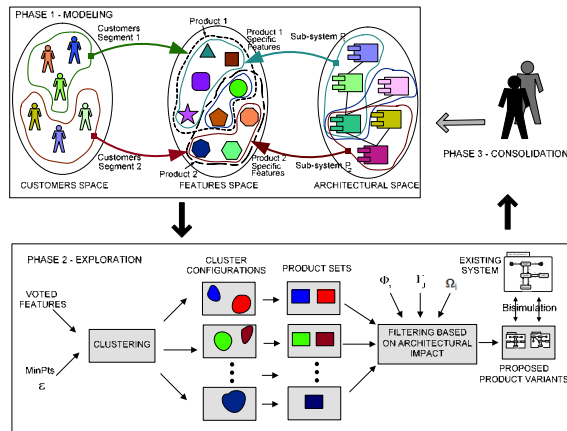 PHASE 1 - MODELING
Customers
Segment 1
Product 1
Product 1
Specific
Features
Sub-system P
Customers
Segment 2
Product 2
Product 2
Specific
Features
Sub-system P
CUSTOMERS SPACE
FEATURES SPACE
ARCHITECTURAL SPACE
PHASE 3 - CONSOLIDATION
PHASE 2 - EXPLORATION
CLUSTER
CONFIGURATIONS
PRODUCT SETS
EXISTING
SYSTEM
VOTED
FEATURES
CLUSTERING
MinPts
ε
FILTERING BASED
ON ARCHITECTURAL
IMPACT
Bisimulation
PROPOSED
PRODUCT VARIANTS